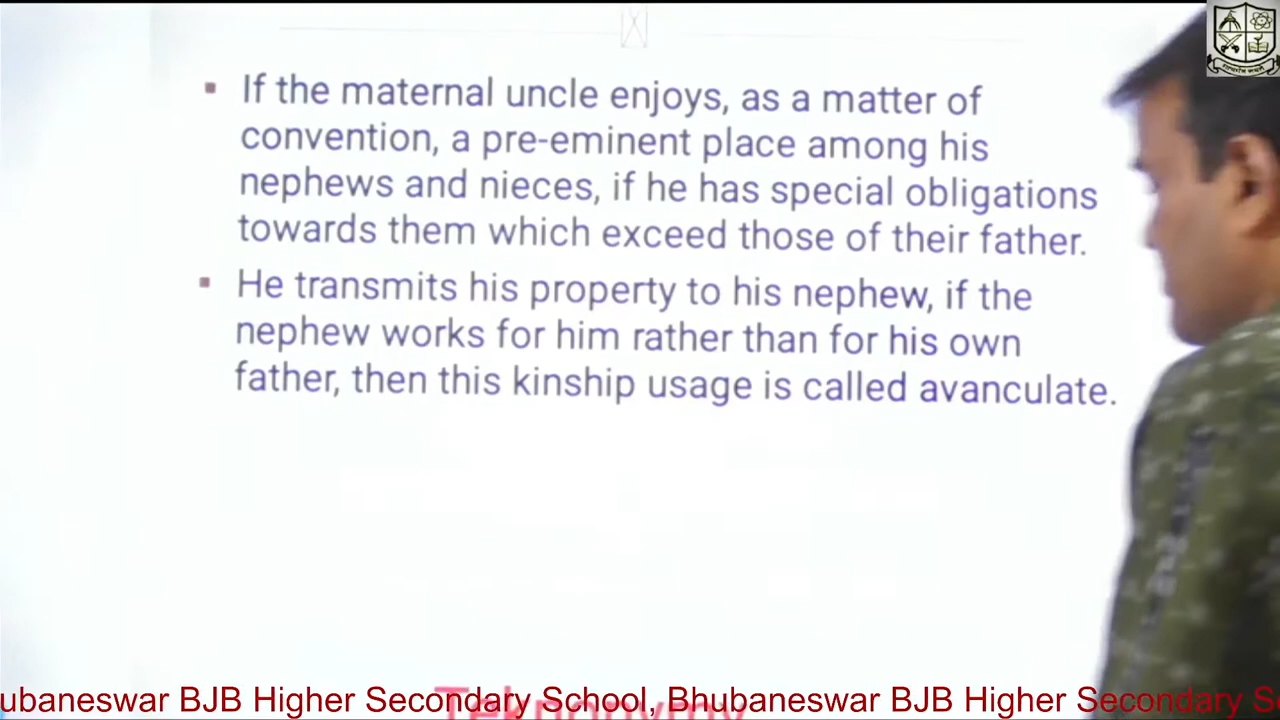 If the maternal uncle enjoys, as a matter of
convention, a pre-eminent place among his
nephews and nieces, if he has special obligations
towards them which exceed those of their father.
He transmits his property to his nephew, if the
nephew works for him rather than for his own
father, then this kinship usage is called avanculate.
Teknonymy
ubaneswar BJB Higher Secondary School, Bhubaneswar BJB Higher Secondary S